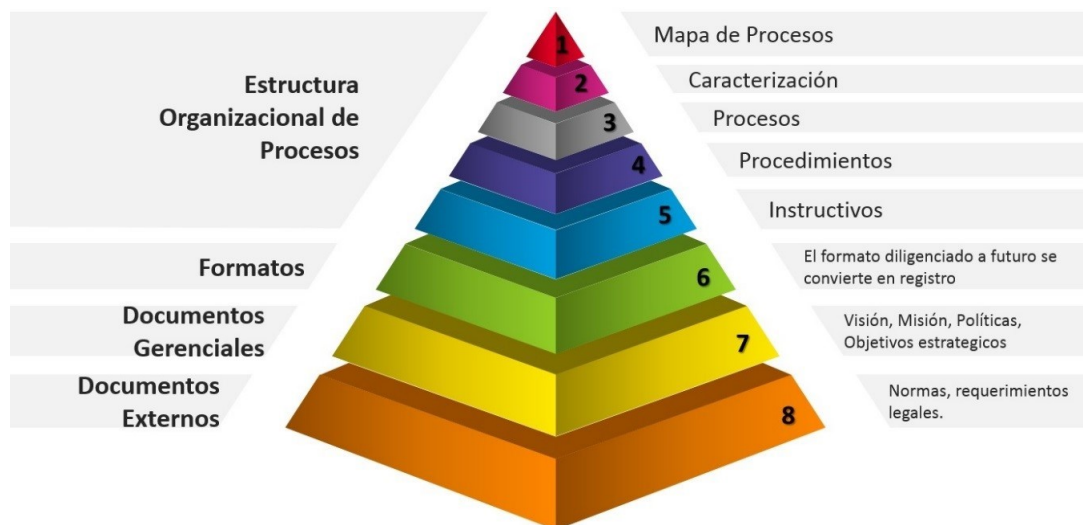 Estructura
Organizacional de
Procesos
Formatos
Documentos
Gerenciales
Documentos
Externos
1
2
3
4
5
6
7
8
Mapa de Procesos
Caracterización
Procesos
Procedimientos
Instructivos
El formato diligenciado a futuro se
convierte en registro
Visión, Misión, Políticas,
Objetivos estrategicos
Normas, requerimientos
legales.